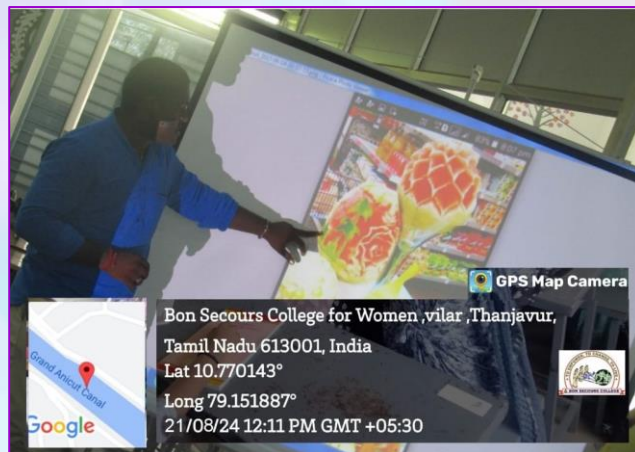 GPS Map Camera
Bon Secours College for Women ,vilar ,Thanjavur,
Tamil Nadu 613001, India
Lat 10.770143°
Long 79.151887°
21/08/24 12:11 PM GMT +05:30
Grand Anicut Canal
Google